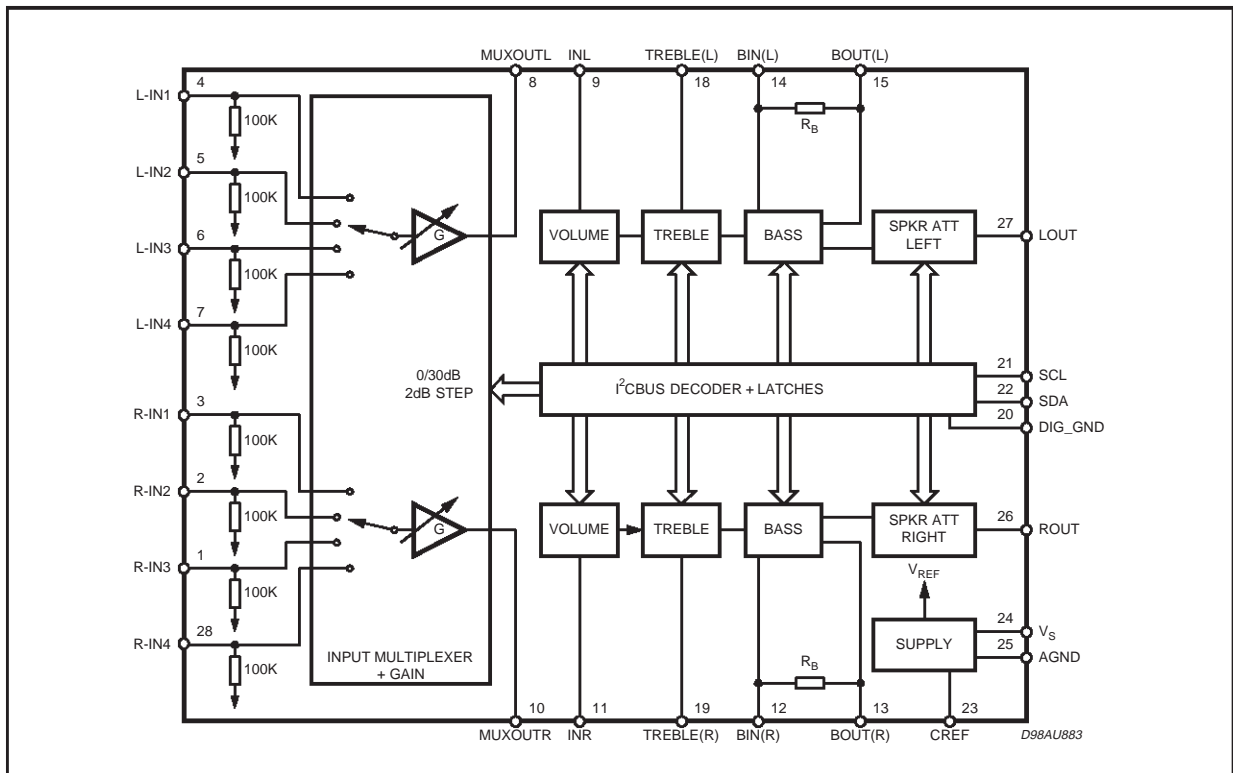 MUXOUTL INL TREBLE(L) BIN(L) BOUT(L)
8 9 18 14 15
4
L-IN1
100K
R_B
5
L-IN2
100K
G
VOLUME TREBLE BASS SPKR ATT LEFT
27
LOUT
6
L-IN3
100K
7
L-IN4
100K
0/30dB
2dB STEP
I²CBUS DECODER + LATCHES
21
SCL
22
SDA
20
DIG_GND
3
R-IN1
100K
2
R-IN2
100K
G
VOLUME TREBLE BASS SPKR ATT RIGHT
26
ROUT
1
R-IN3
100K
V_REF
28
R-IN4
100K
INPUT MULTIPLEXER
+ GAIN
R_B
SUPPLY
24
V_S
25
AGND
10 11 19 12 13 23
MUXOUTR INR TREBLE(R) BIN(R) BOUT(R) CREF
D98AU883